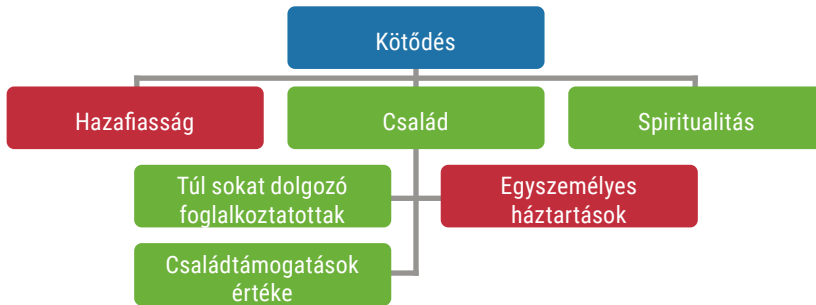 Kötődés
Hazafiasság
Család
Spiritualitás
Túl sokat dolgozó
foglalkoztatottak
Egyszemélyes
háztartások
Családtámogatások
értéke